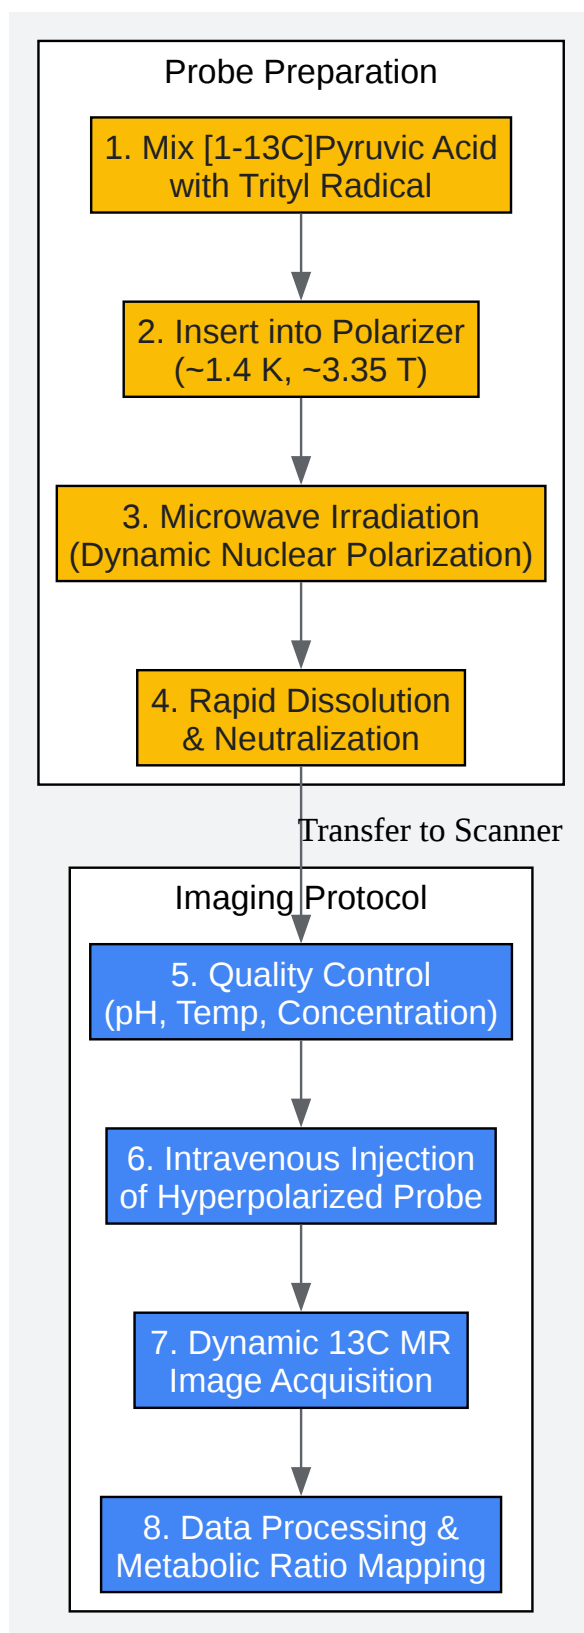 Probe Preparation
1. Mix [1-13C]Pyruvic Acid
with Trityl Radical
2. Insert into Polarizer
(~1.4 K, ~3.35 T)
3. Microwave Irradiation
(Dynamic Nuclear Polarization)
4. Rapid Dissolution
& Neutralization
Transfer to Scanner
Imaging Protocol
5. Quality Control
(pH, Temp, Concentration)
6. Intravenous Injection
of Hyperpolarized Probe
7. Dynamic 13C MR
Image Acquisition
8. Data Processing &
Metabolic Ratio Mapping